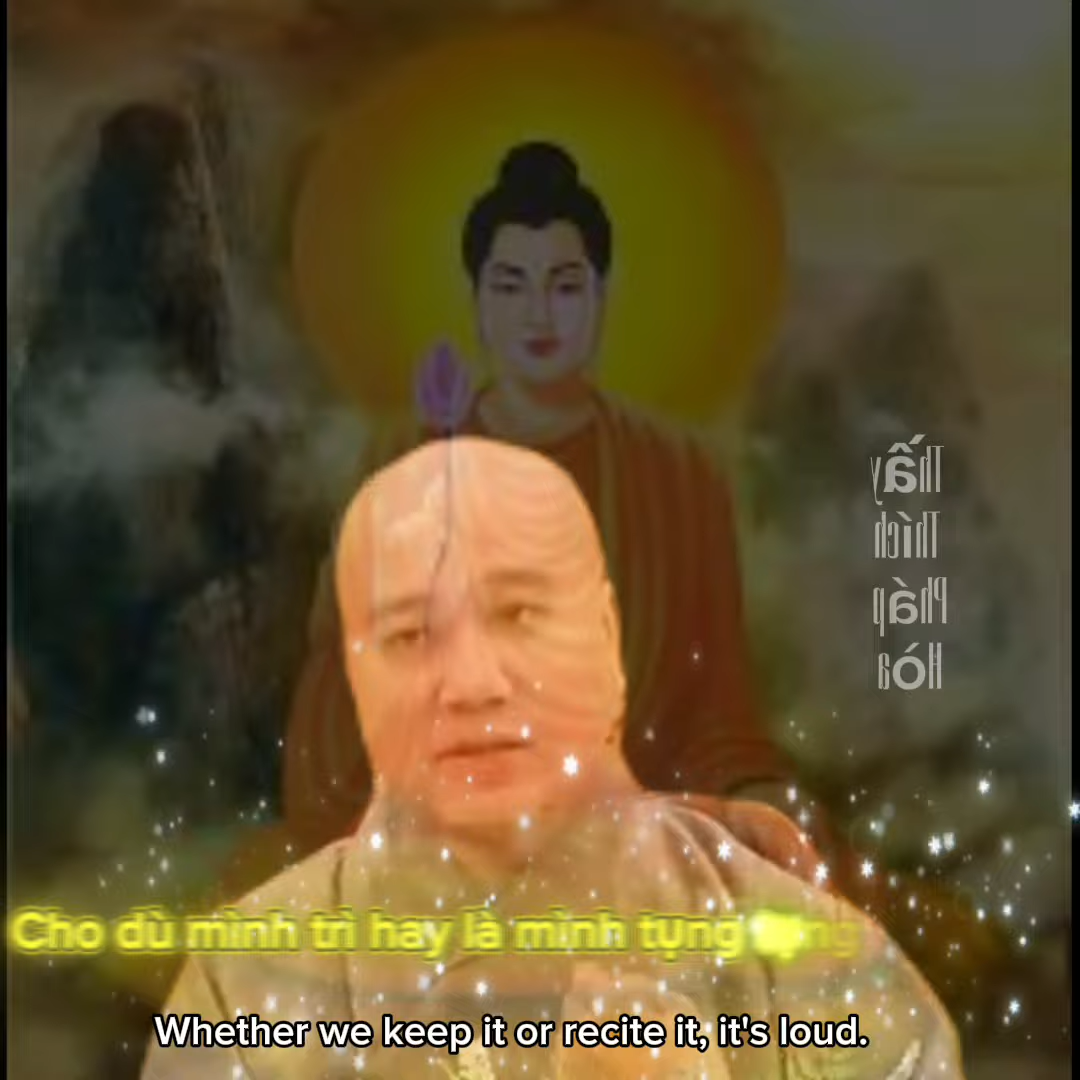 Thầy
Thích
Pháp
Hòa
Cho dù mình trì hay là mình tụng
Whether we keep it or recite it, it's loud.